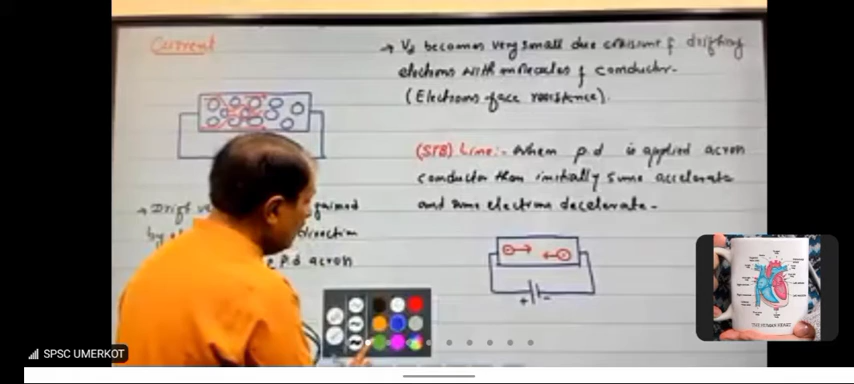 Current
→ Vd becomes very small due collisions of drifting
electrons with molecules of conductor.
(Electrons face resistance).
(STB) Line:- When p.d is applied across
conductor then initially some accelerate
and some electron decelerate.
→ Drift gained
by direction
p.d across
+ -
SPSC UMERKOT
THE HUMAN HEART